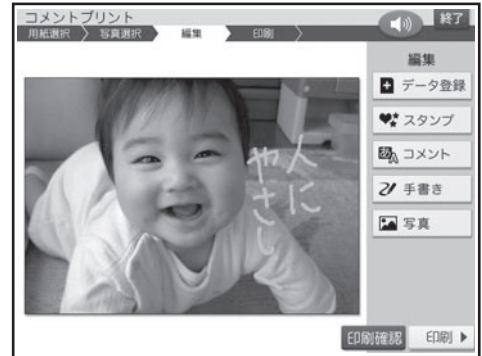 コメントプリント
終了
用紙選択
写真選択
編集
印刷
編集
データ登録
スタンプ
コメント
手書き
写真
人に
やさしい
印刷確認
印刷